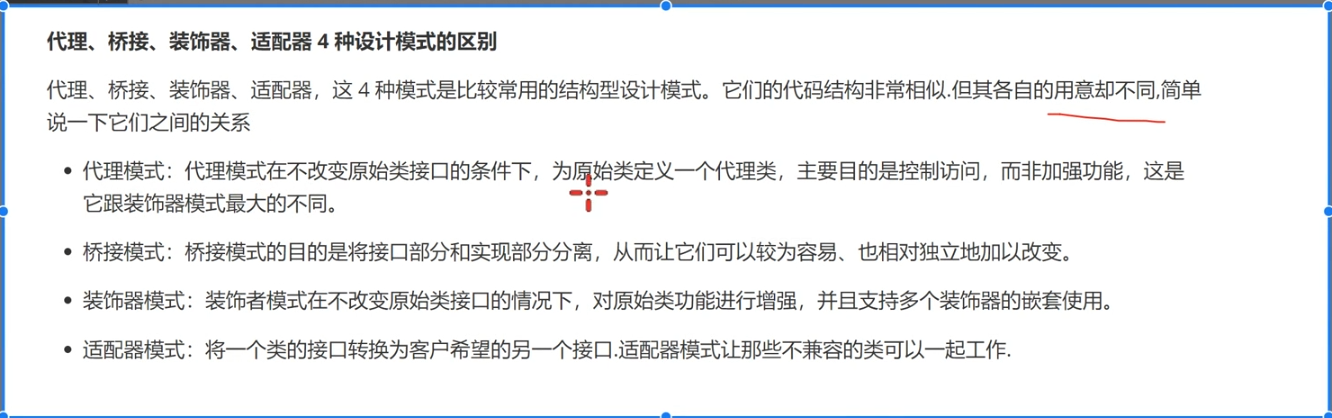 代理、桥接、装饰器、适配器 4 种设计模式的区别
代理、桥接、装饰器、适配器，这 4 种模式是比较常用的结构型设计模式。它们的代码结构非常相似.但其各自的用意却不同,简单
说一下它们之间的关系
代理模式：代理模式在不改变原始类接口的条件下，为原始类定义一个代理类，主要目的是控制访问，而非加强功能，这是
它跟装饰器模式最大的不同。
桥接模式：桥接模式的目的是将接口部分和实现部分分离，从而让它们可以较为容易、也相对独立地加以改变。
装饰器模式：装饰者模式在不改变原始类接口的情况下，对原始类功能进行增强，并且支持多个装饰器的嵌套使用。
适配器模式：将一个类的接口转换为客户希望的另一个接口.适配器模式让那些不兼容的类可以一起工作.